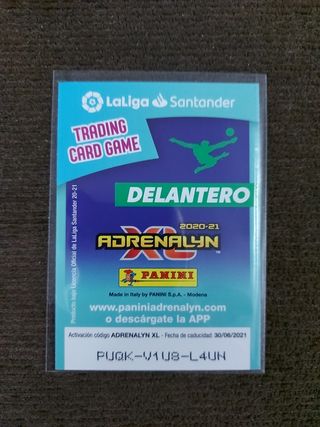 LaLiga Santander
TRADING
CARD GAME
DELANTERO
2020-21
ADRENALYN
XL™
PANINI
Made in Italy by PANINI S.p.A. - Modena
www.paniniadrenalyn.com
o descárgate la APP
Activación código ADRENALYN XL - Fecha de caducidad: 30/06/2021
PUQK-V1U8-L4UN
Producto bajo Licencia Oficial de LaLiga Santander 20-21